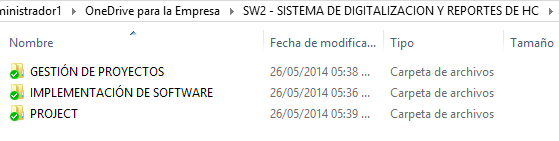 ministrador1 ▸ OneDrive para la Empresa ▸ SW2 - SISTEMA DE DIGITALIZACION Y REPORTES DE HC ▸
Nombre Fecha de modifica... Tipo Tamaño
GESTIÓN DE PROYECTOS 26/05/2014 05:38 ... Carpeta de archivos
IMPLEMENTACIÓN DE SOFTWARE 26/05/2014 05:36 ... Carpeta de archivos
PROJECT 26/05/2014 05:39 ... Carpeta de archivos